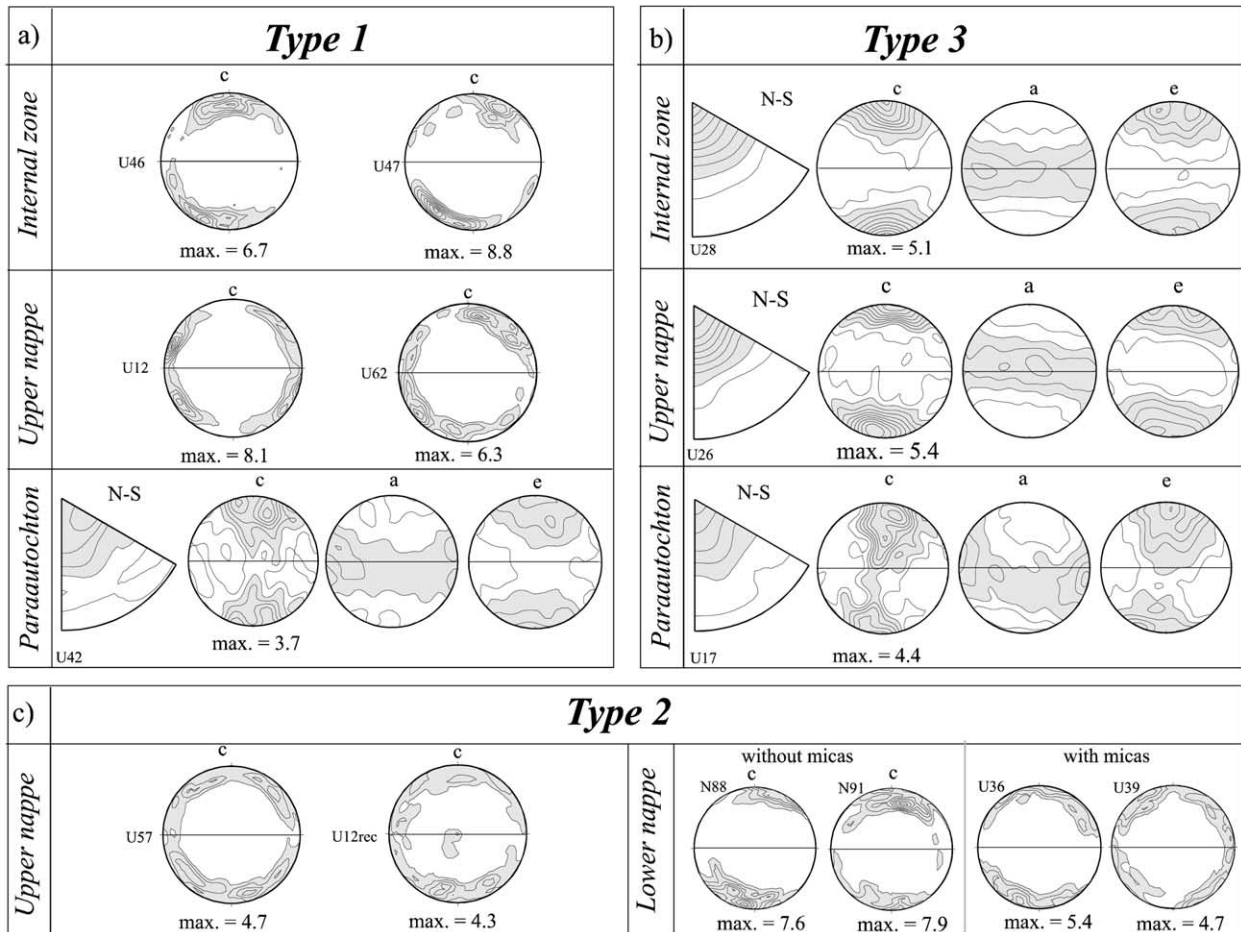 a)
Type 1
Internal zone
c
c
U46
U47
max. = 6.7
max. = 8.8
Upper nappe
c
c
U12
U62
max. = 8.1
max. = 6.3
Paraautochton
N-S
c
a
e
U42
max. = 3.7
b)
Type 3
Internal zone
N-S
c
a
e
U28
max. = 5.1
Upper nappe
N-S
c
a
e
U26
max. = 5.4
Paraautochton
N-S
c
a
e
U17
max. = 4.4
c)
Type 2
Upper nappe
c
c
U57
U12rec
max. = 4.7
max. = 4.3
Lower nappe
without micas
with micas
c
c
N88
N91
U36
U39
max. = 7.6
max. = 7.9
max. = 5.4
max. = 4.7